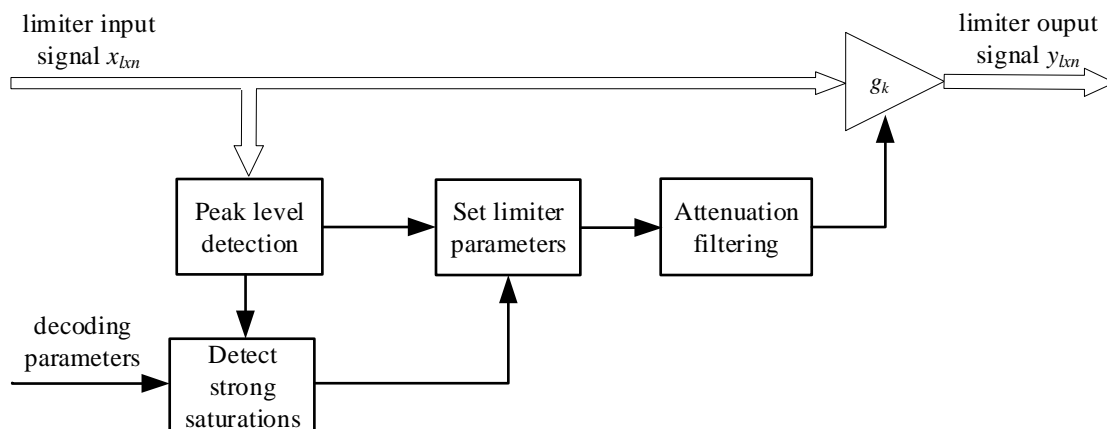 limiter input
signal x_lxn
limiter ouput
signal y_lxn
g_k
Peak level
detection
Set limiter
parameters
Attenuation
filtering
decoding
parameters
Detect
strong
saturations